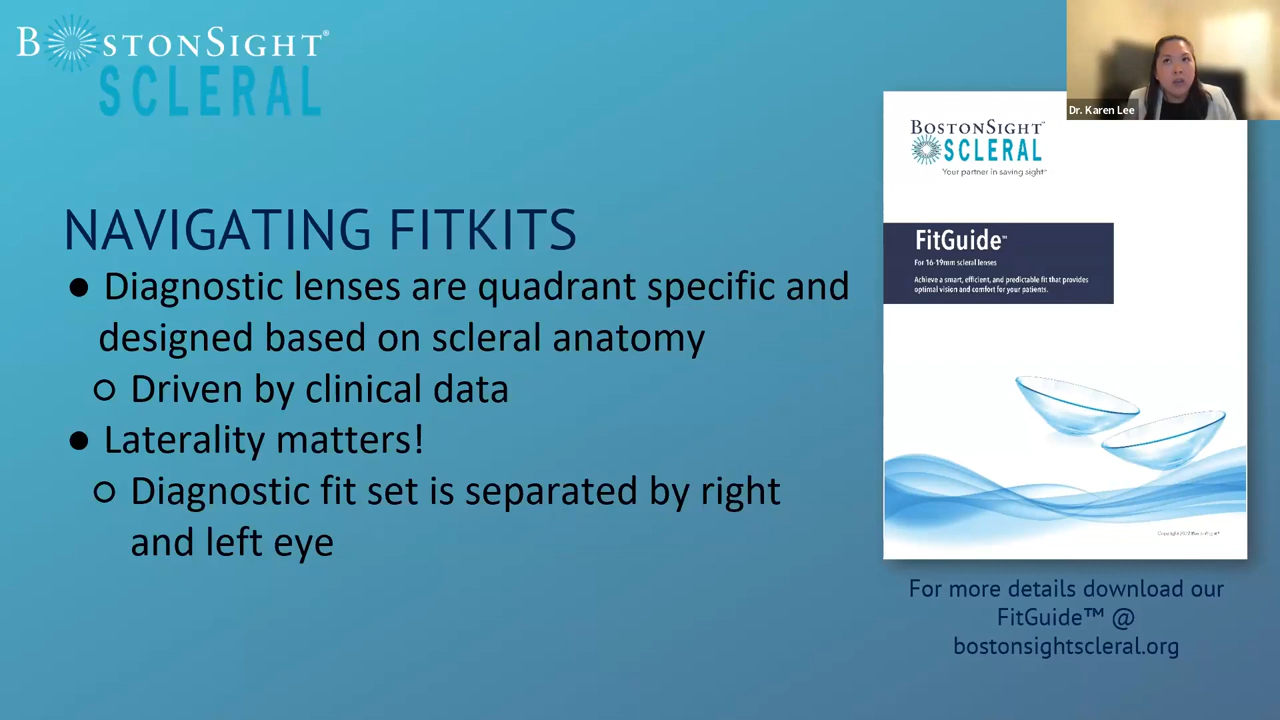 BOSTONSIGHT®
SCLERAL
Dr. Karen Lee
BOSTONSIGHT™
SCLERAL
Your partner in saving sight™
NAVIGATING FITKITS
● Diagnostic lenses are quadrant specific and
designed based on scleral anatomy
○ Driven by clinical data
● Laterality matters!
○ Diagnostic fit set is separated by right
and left eye
FitGuide™
For 16-19mm scleral lenses
Achieve a smart, efficient, and predictable fit that provides
optimal vision and comfort for your patients.
For more details download our
FitGuide™ @
bostonsightscleral.org